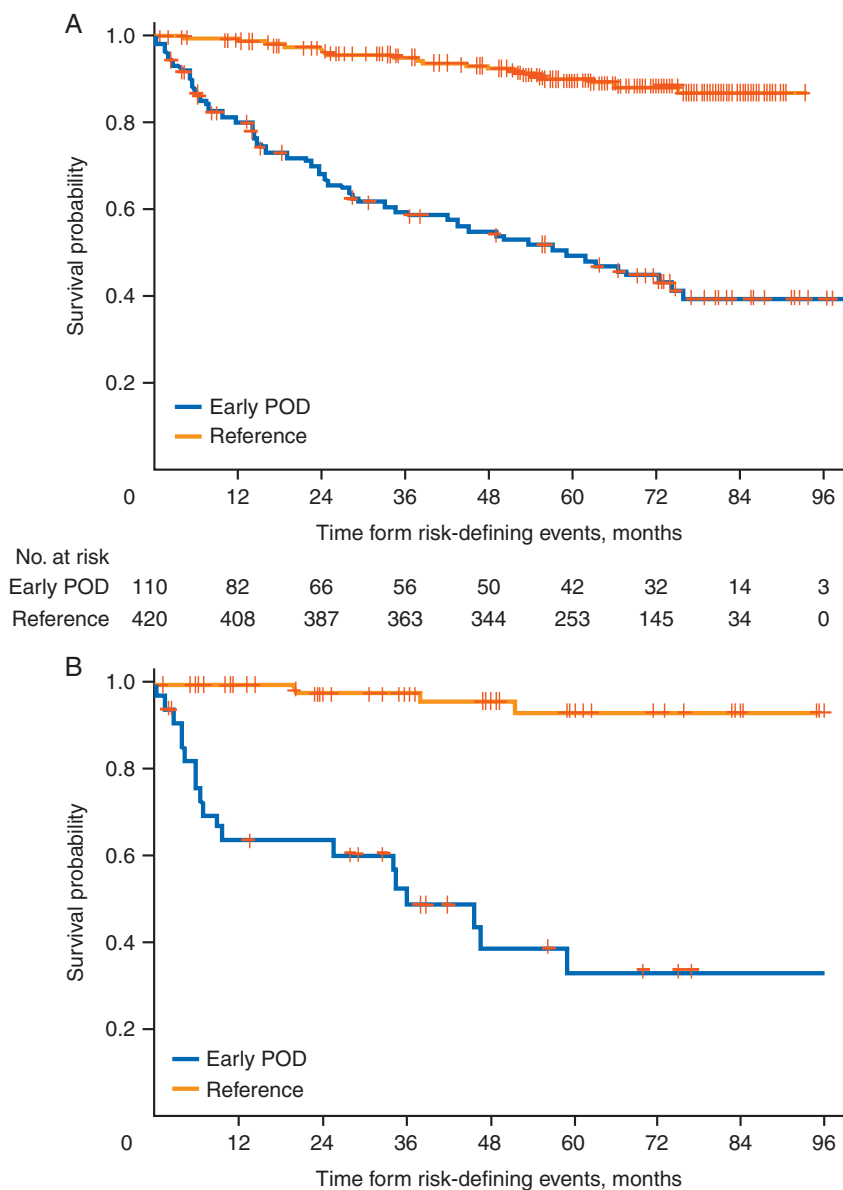 A
1.0
0.8
0.6
0.4
0.2
Survival probability
Early POD
Reference
0 12 24 36 48 60 72 84 96
Time form risk-defining events, months
No. at risk
Early POD 110 82 66 56 50 42 32 14 3
Reference 420 408 387 363 344 253 145 34 0
B
1.0
0.8
0.6
0.4
0.2
Survival probability
Early POD
Reference
0 12 24 36 48 60 72 84 96
Time form risk-defining events, months